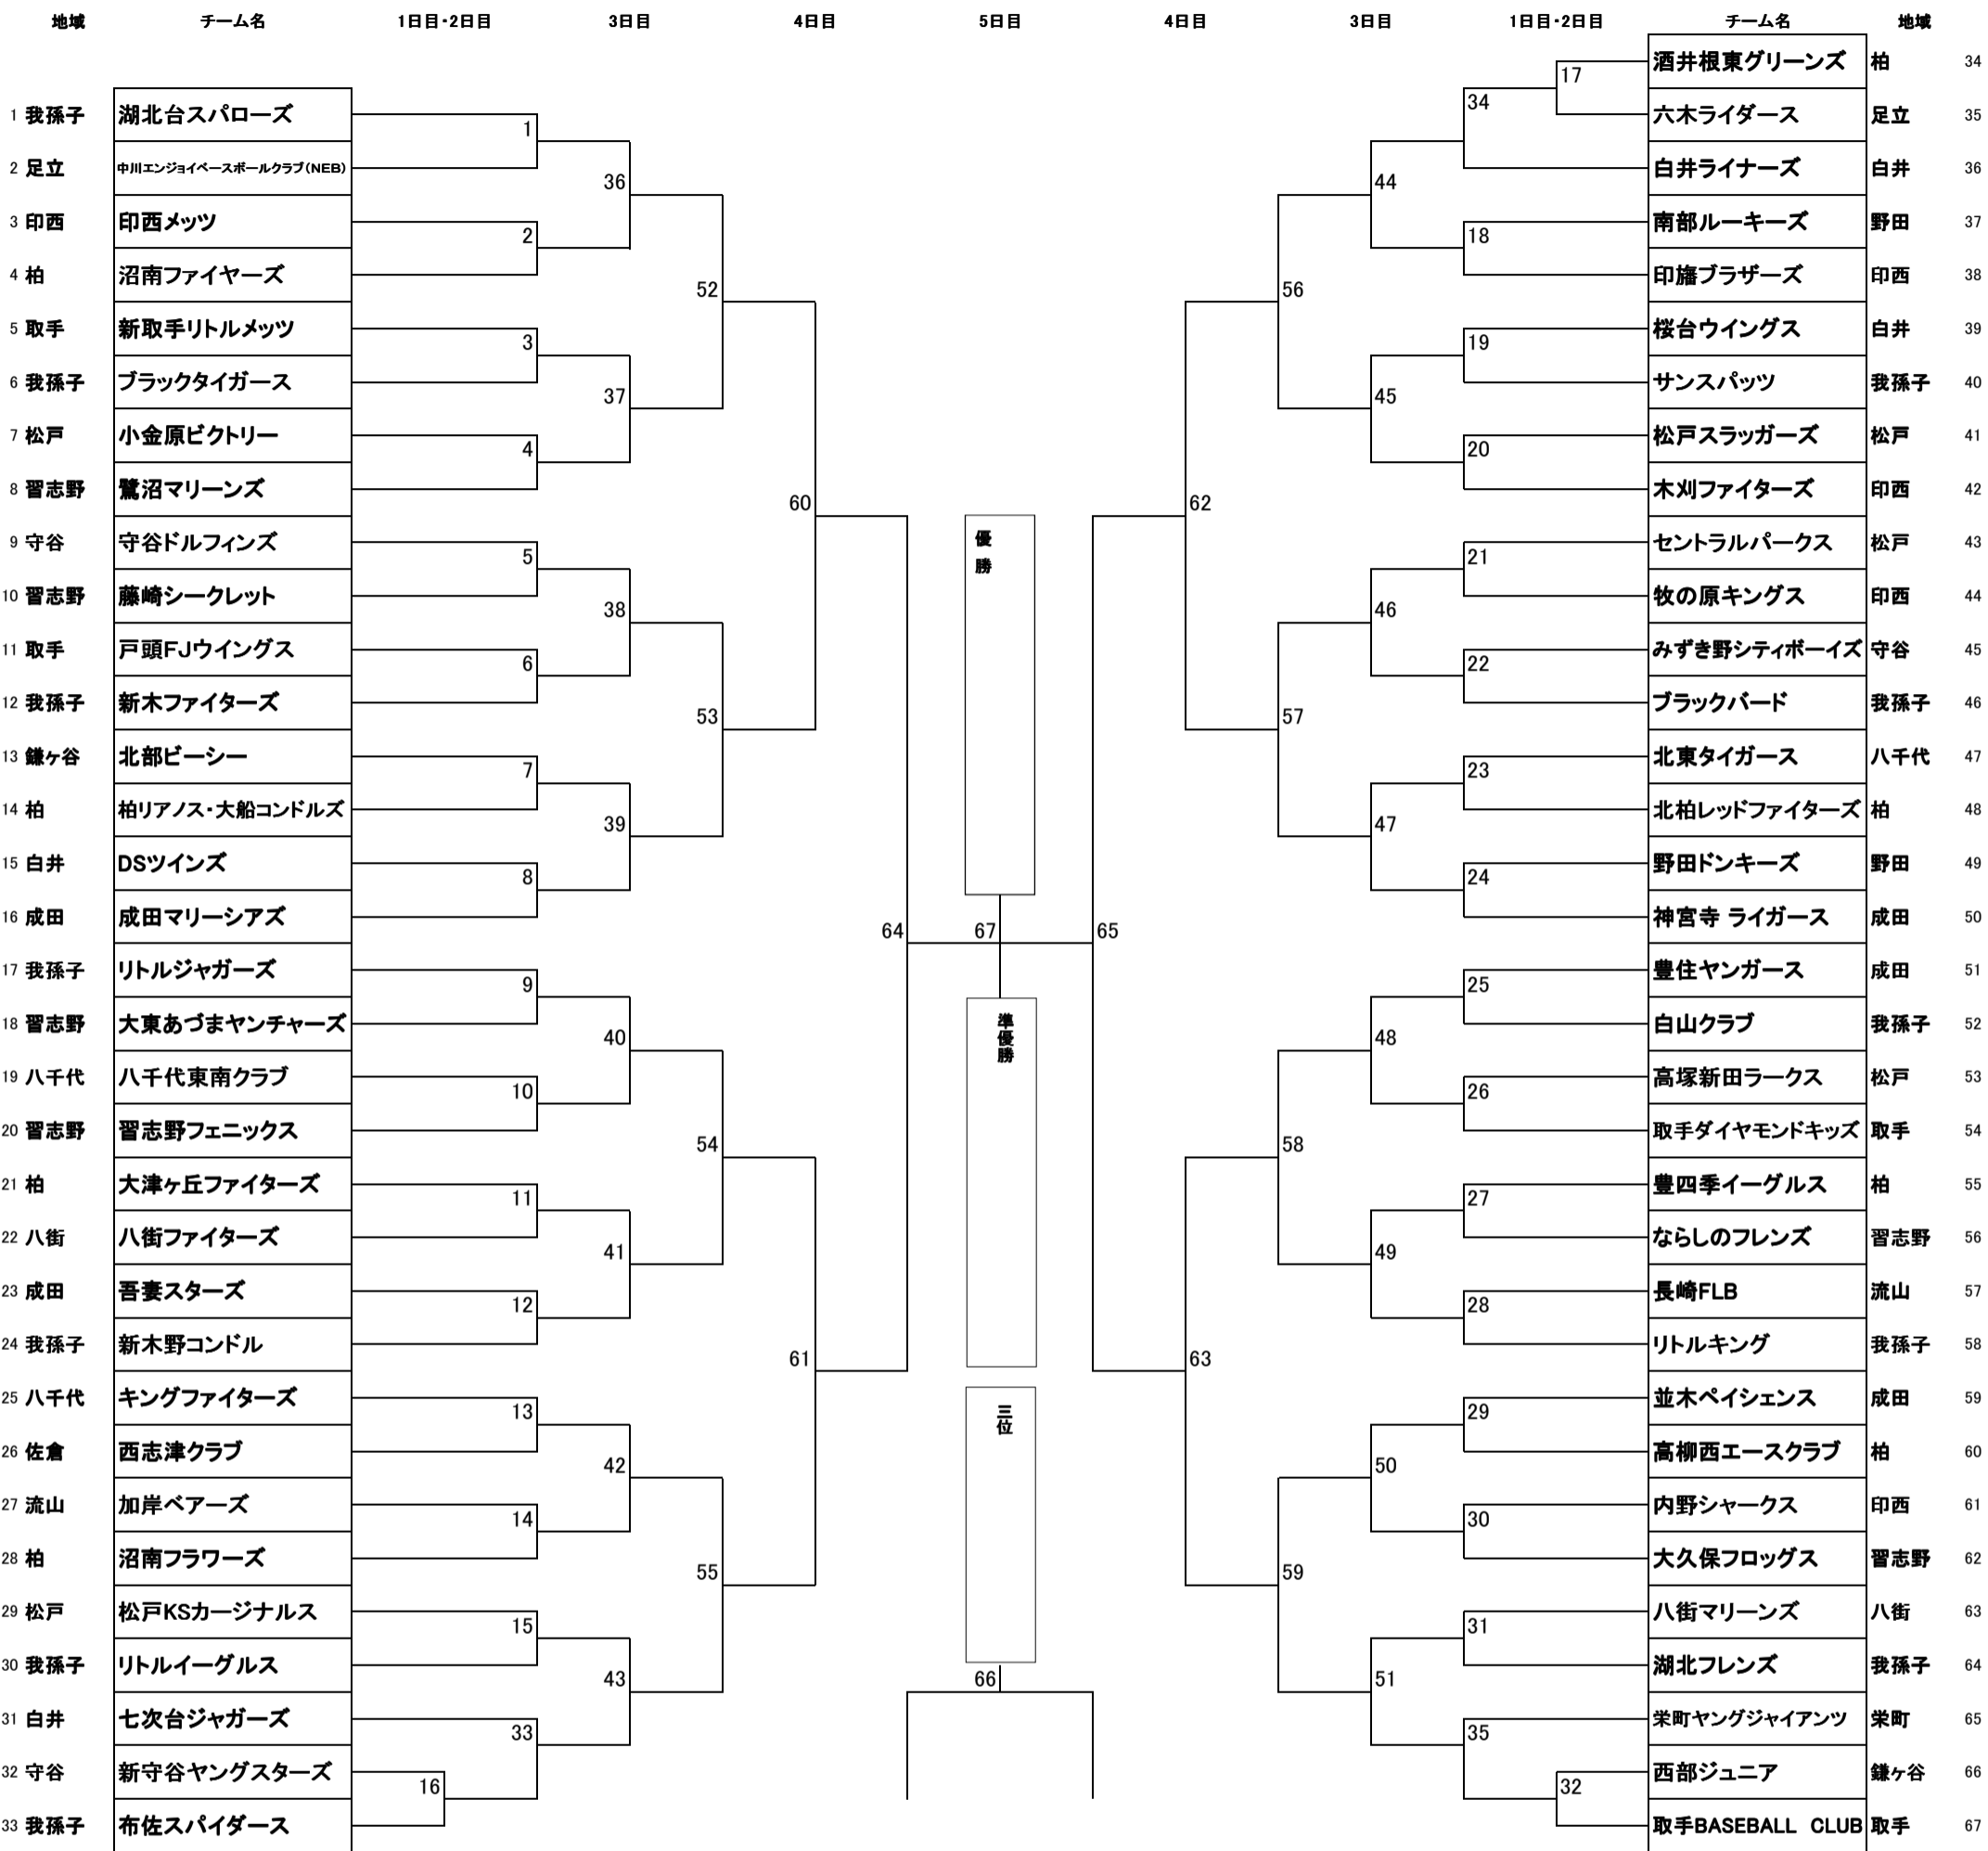 地域 チーム名 1日目・2日目 3日目 4日目 5日目 4日目 3日目 1日目・2日目 チーム名 地域
酒井根東グリーンズ 柏 34
17
34
1 我孫子 湖北台スパローズ 六木ライダース 足立 35
1
2 足立 中川エンジョイベースボールクラブ(NEB) 白井ライナーズ 白井 36
36 44
3 印西 印西メッツ 南部ルーキーズ 野田 37
2 18
4 柏 沼南ファイヤーズ 印旛ブラザーズ 印西 38
52 56
5 取手 新取手リトルメッツ 桜台ウイングス 白井 39
3 19
6 我孫子 ブラックタイガース サンスパッツ 我孫子 40
37 45
7 松戸 小金原ビクトリー 松戸スラッガーズ 松戸 41
4 20
8 習志野 鷺沼マリーンズ 木刈ファイターズ 印西 42
60 62
9 守谷 守谷ドルフィンズ 優 セントラルパークス 松戸 43
5 勝 21
10 習志野 藤崎シークレット 牧の原キングス 印西 44
38 46
11 取手 戸頭FJウイングス みずき野シティボーイズ 守谷 45
6 22
12 我孫子 新木ファイターズ ブラックバード 我孫子 46
53 57
13 鎌ヶ谷 北部ビーシー 北東タイガース 八千代 47
7 23
14 柏 柏リアノス・大船コンドルズ 北柏レッドファイターズ 柏 48
39 47
15 白井 DSツインズ 野田ドンキーズ 野田 49
8 24
16 成田 成田マリーシアズ 神宮寺 ライガース 成田 50
64 67 65
17 我孫子 リトルジャガーズ 豊住ヤンガース 成田 51
9 25
18 習志野 大東あづまヤンチャーズ 準優勝 白山クラブ 我孫子 52
40 48
19 八千代 八千代東南クラブ 高塚新田ラークス 松戸 53
10 26
20 習志野 習志野フェニックス 取手ダイヤモンドキッズ 取手 54
54 58
21 柏 大津ヶ丘ファイターズ 豊四季イーグルス 柏 55
11 27
22 八街 八街ファイターズ ならしのフレンズ 習志野 56
41 49
23 成田 吾妻スターズ 長崎FLB 流山 57
12 28
24 我孫子 新木野コンドル リトルキング 我孫子 58
61 63
25 八千代 キングファイターズ 三位 並木ペイシェンス 成田 59
13 29
26 佐倉 西志津クラブ 高柳西エースクラブ 柏 60
42 50
27 流山 加岸ベアーズ 内野シャークス 印西 61
14 30
28 柏 沼南フラワーズ 大久保フロッグス 習志野 62
55 59
29 松戸 松戸KSカージナルス 八街マリーンズ 八街 63
15 31
30 我孫子 リトルイーグルス 湖北フレンズ 我孫子 64
43 66 51
31 白井 七次台ジャガーズ 栄町ヤングジャイアンツ 栄町 65
33 35
32 守谷 新守谷ヤングスターズ 西部ジュニア 鎌ヶ谷 66
16 32
33 我孫子 布佐スパイダース 取手BASEBALL CLUB 取手 67